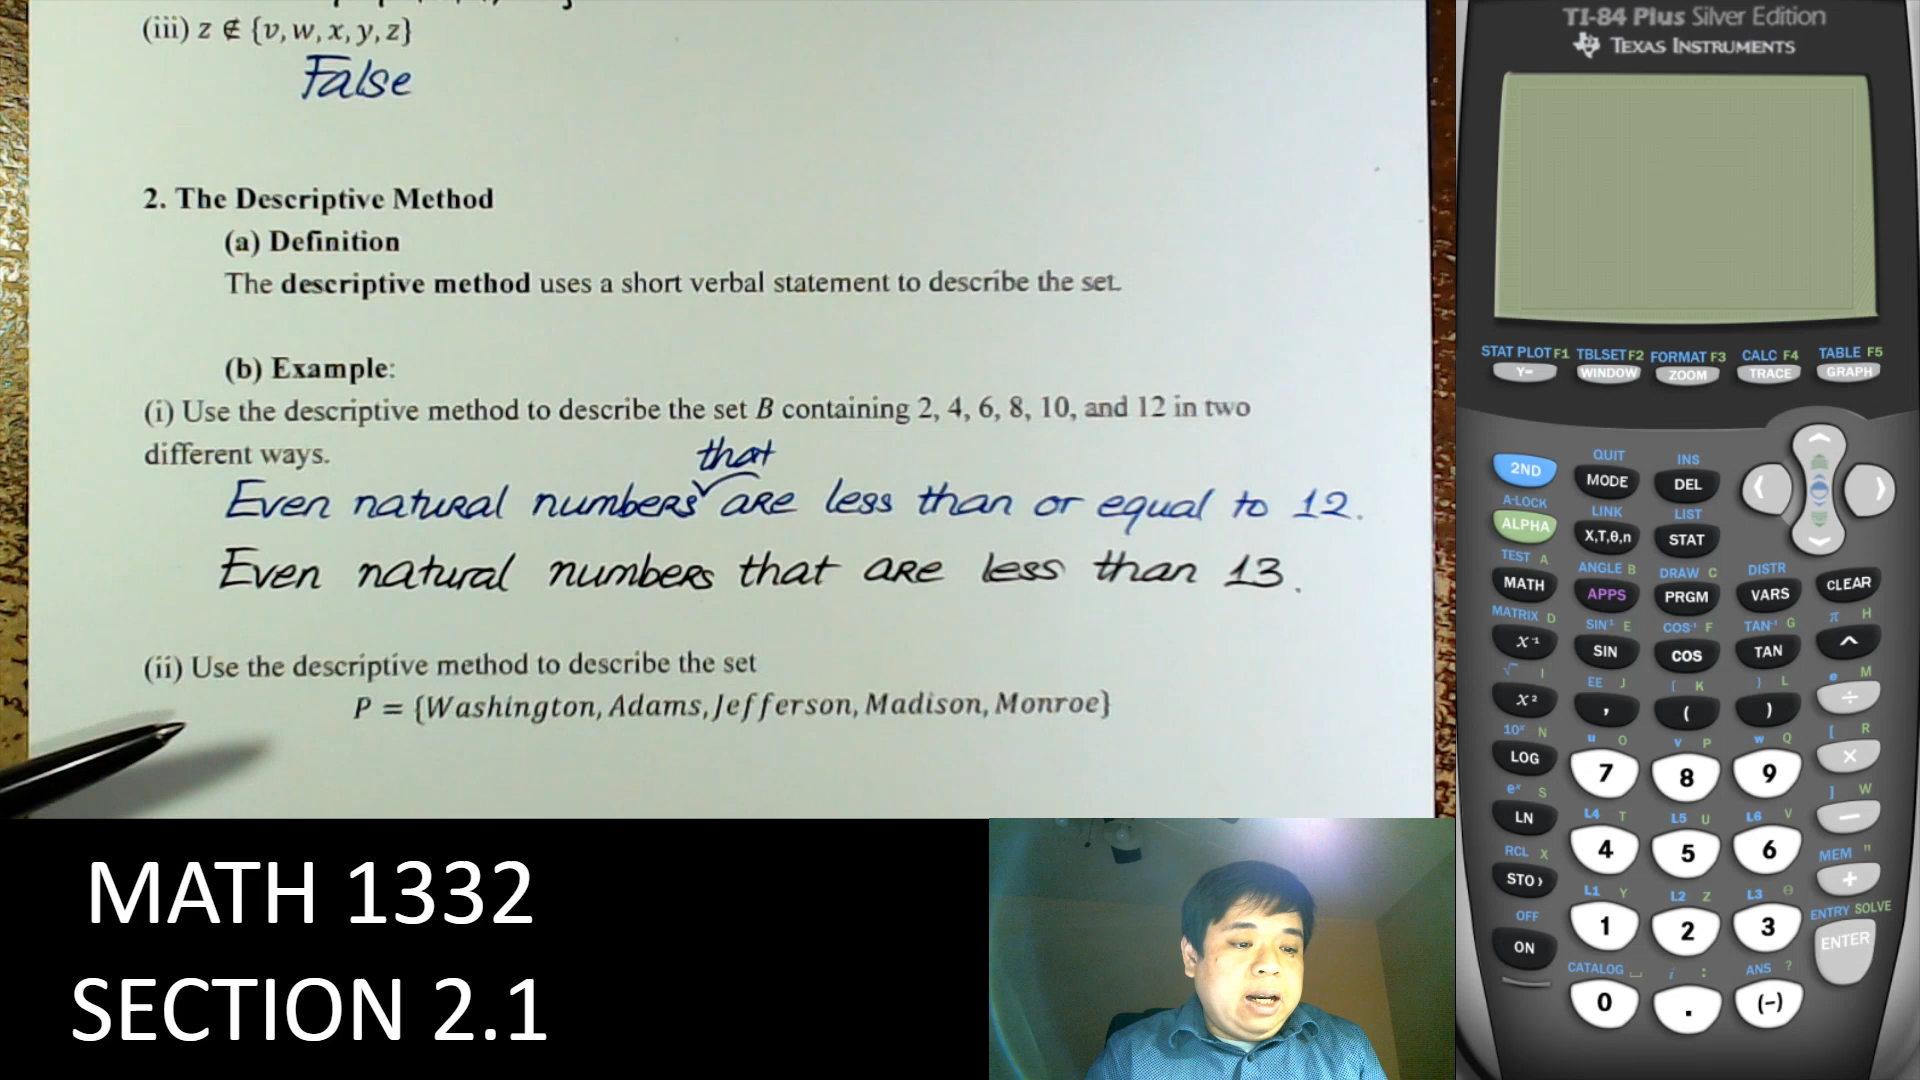 (iii) z ∉ {v, w, x, y, z}
False
2. The Descriptive Method
(a) Definition
The descriptive method uses a short verbal statement to describe the set.
(b) Example:
(i) Use the descriptive method to describe the set B containing 2, 4, 6, 8, 10, and 12 in two
different ways.
that
Even natural numbers are less than or equal to 12.
Even natural numbers that are less than 13.
(ii) Use the descriptive method to describe the set
P = {Washington, Adams, Jefferson, Madison, Monroe}
MATH 1332
SECTION 2.1
TI-84 Plus Silver Edition
TEXAS INSTRUMENTS
STAT PLOT F1 TBLSET F2 FORMAT F3 CALC F4 TABLE F5
Y= WINDOW ZOOM TRACE GRAPH
QUIT INS
2ND MODE DEL
A-LOCK LINK LIST
ALPHA X,T,θ,n STAT
TEST A ANGLE B DRAW C DISTR
MATH APPS PRGM VARS CLEAR
MATRIX D SIN⁻¹ E COS⁻¹ F TAN⁻¹ G π H
x⁻¹ SIN COS TAN ^
√ I EE J { K } L e M
x² , ( ) ÷
10ˣ N u O v P w Q [ R
LOG 7 8 9 ×
eˣ S L4 T L5 U L6 V ] W
LN 4 5 6 −
RCL X L1 Y L2 Z L3 θ MEM "
STO› 1 2 3 +
OFF CATALOG ⎵ i : ANS ? ENTRY SOLVE
ON 0 . (-) ENTER